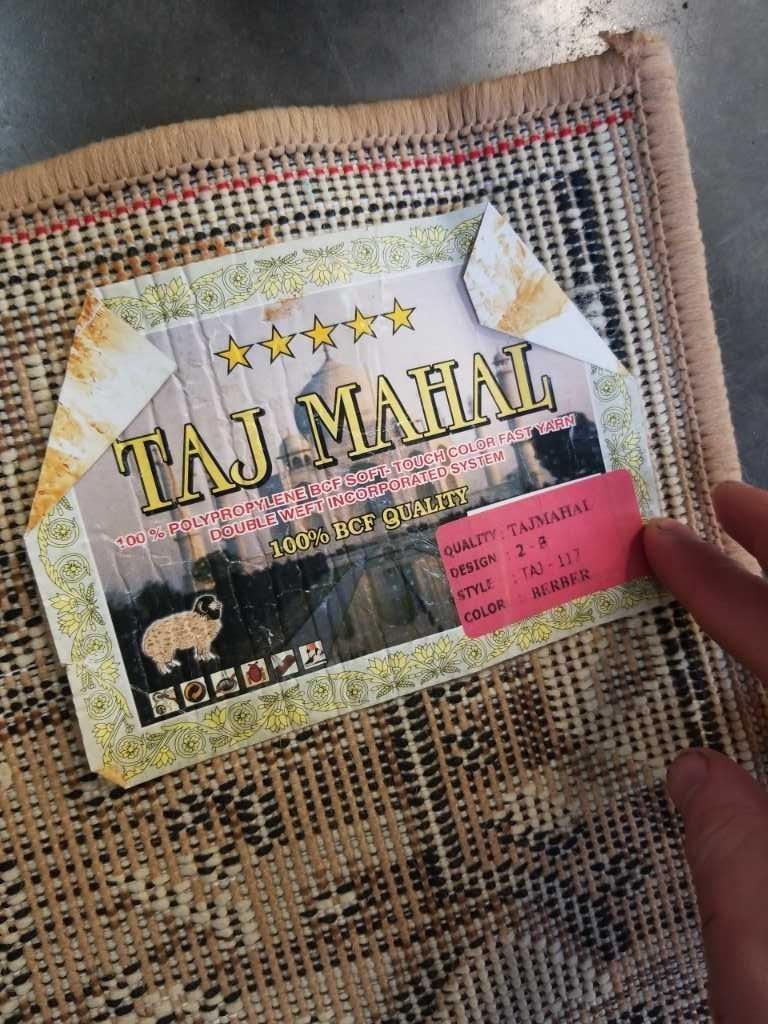 TAJ MAHAL
100 % POLYPROPYLENE BCF SOFT- TOUCH COLOR FAST YARN
DOUBLE WEFT INCORPORATED SYSTEM
100% BCF QUALITY
QUALITY : TAJMAHAL
DESIGN : 2 - B
STYLE : TAJ - 117
COLOR : BERBER